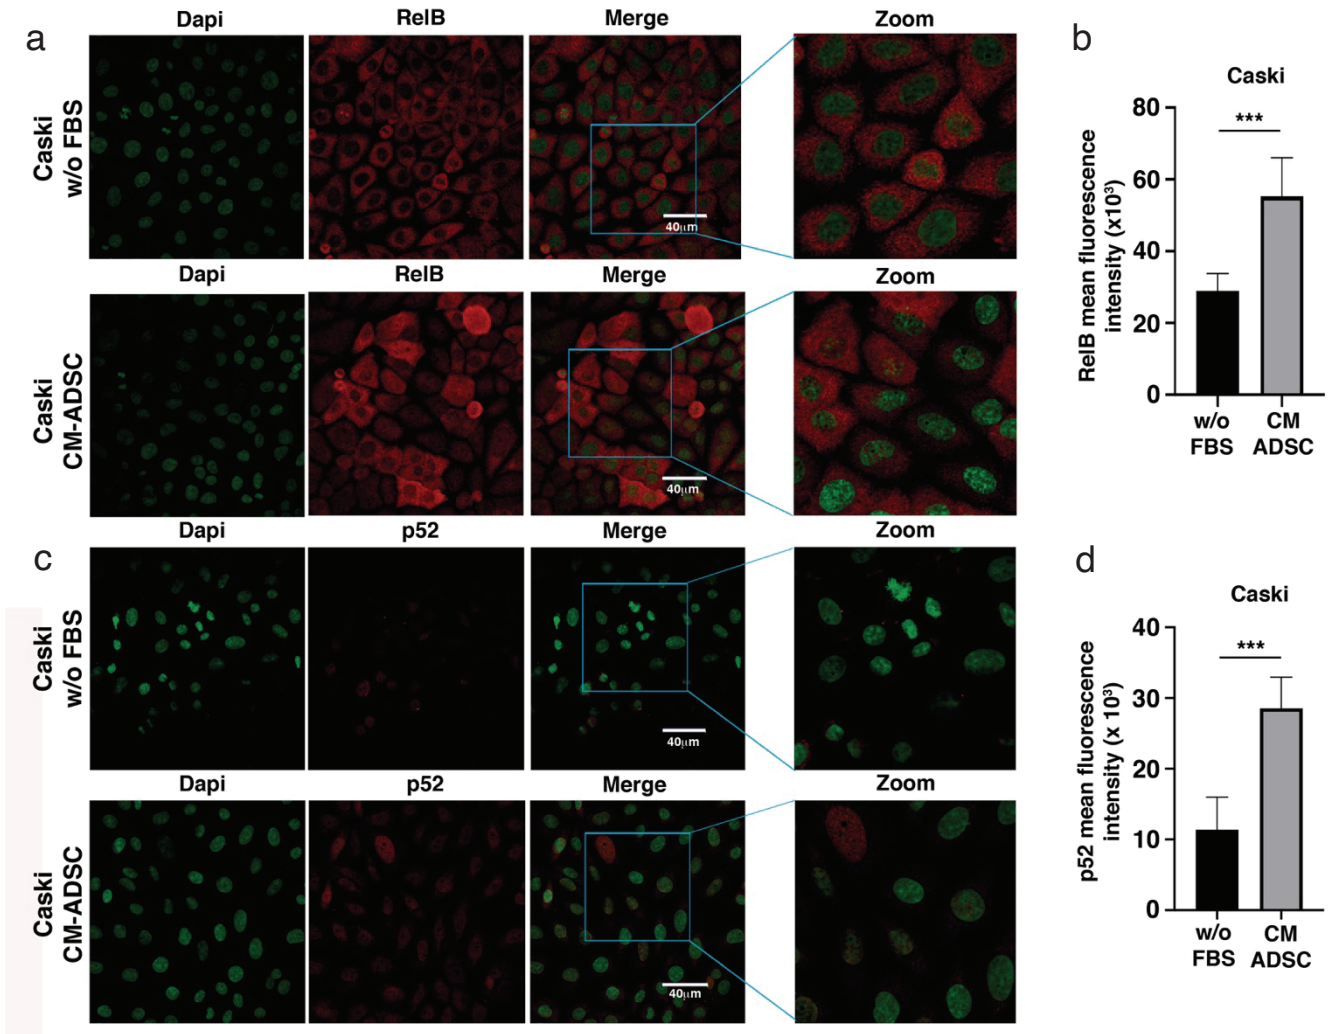 a
Dapi
RelB
Merge
Zoom
Caski
w/o FBS
40µm
Dapi
RelB
Merge
Zoom
Caski
CM-ADSC
40µm
b
Caski
RelB mean fluorescence
intensity (x10³)
80
60
40
20
0
***
w/o
FBS
CM
ADSC
c
Dapi
p52
Merge
Zoom
Caski
w/o FBS
40µm
Dapi
p52
Merge
Zoom
Caski
CM-ADSC
40µm
d
Caski
p52 mean fluorescence
intensity (x 10³)
40
30
20
10
0
***
w/o
FBS
CM
ADSC